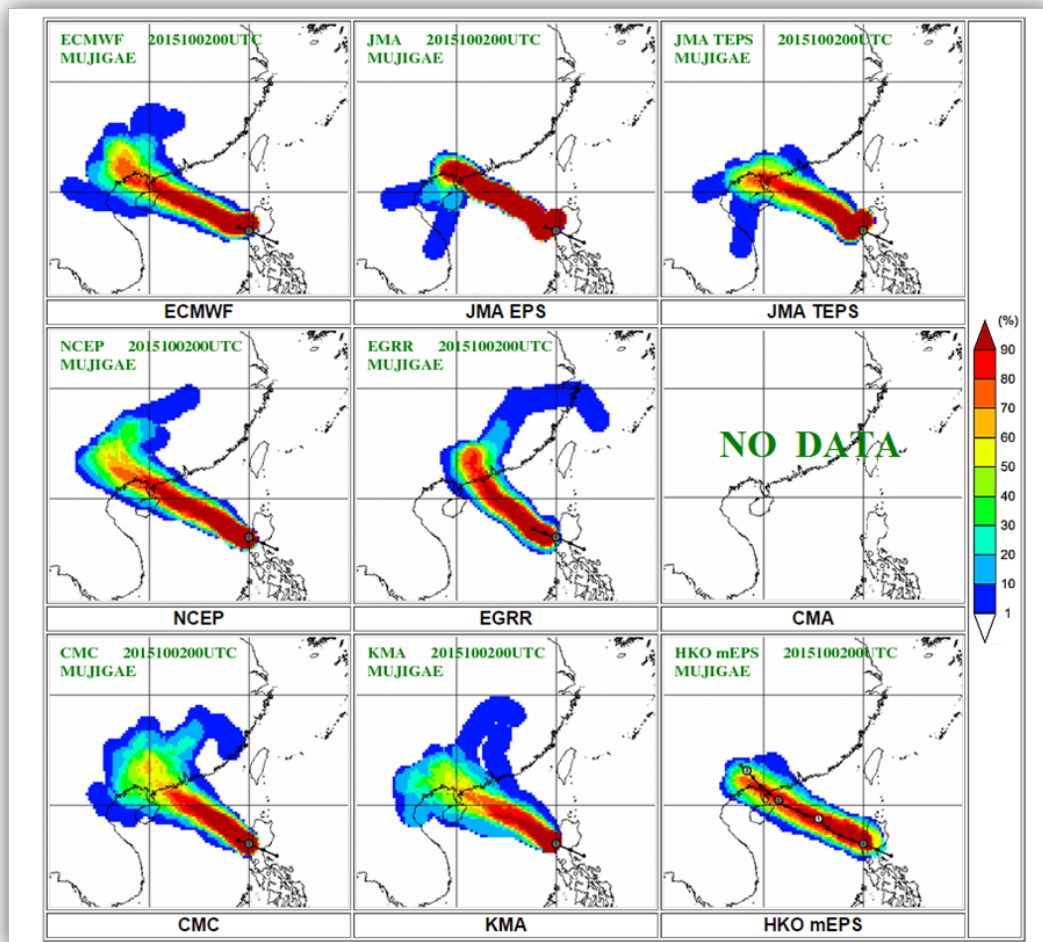 ECMWF 2015100200UTC
MUJIGAE
JMA 2015100200UTC
MUJIGAE
JMA TEPS 2015100200UTC
MUJIGAE
ECMWF
JMA EPS
JMA TEPS
NCEP 2015100200UTC
MUJIGAE
EGRR 2015100200UTC
MUJIGAE
NO DATA
NCEP
EGRR
CMA
CMC 2015100200UTC
MUJIGAE
KMA 2015100200UTC
MUJIGAE
HKO mEPS 2015100200UTC
MUJIGAE
CMC
KMA
HKO mEPS
(%)
90
80
70
60
50
40
30
20
10
1